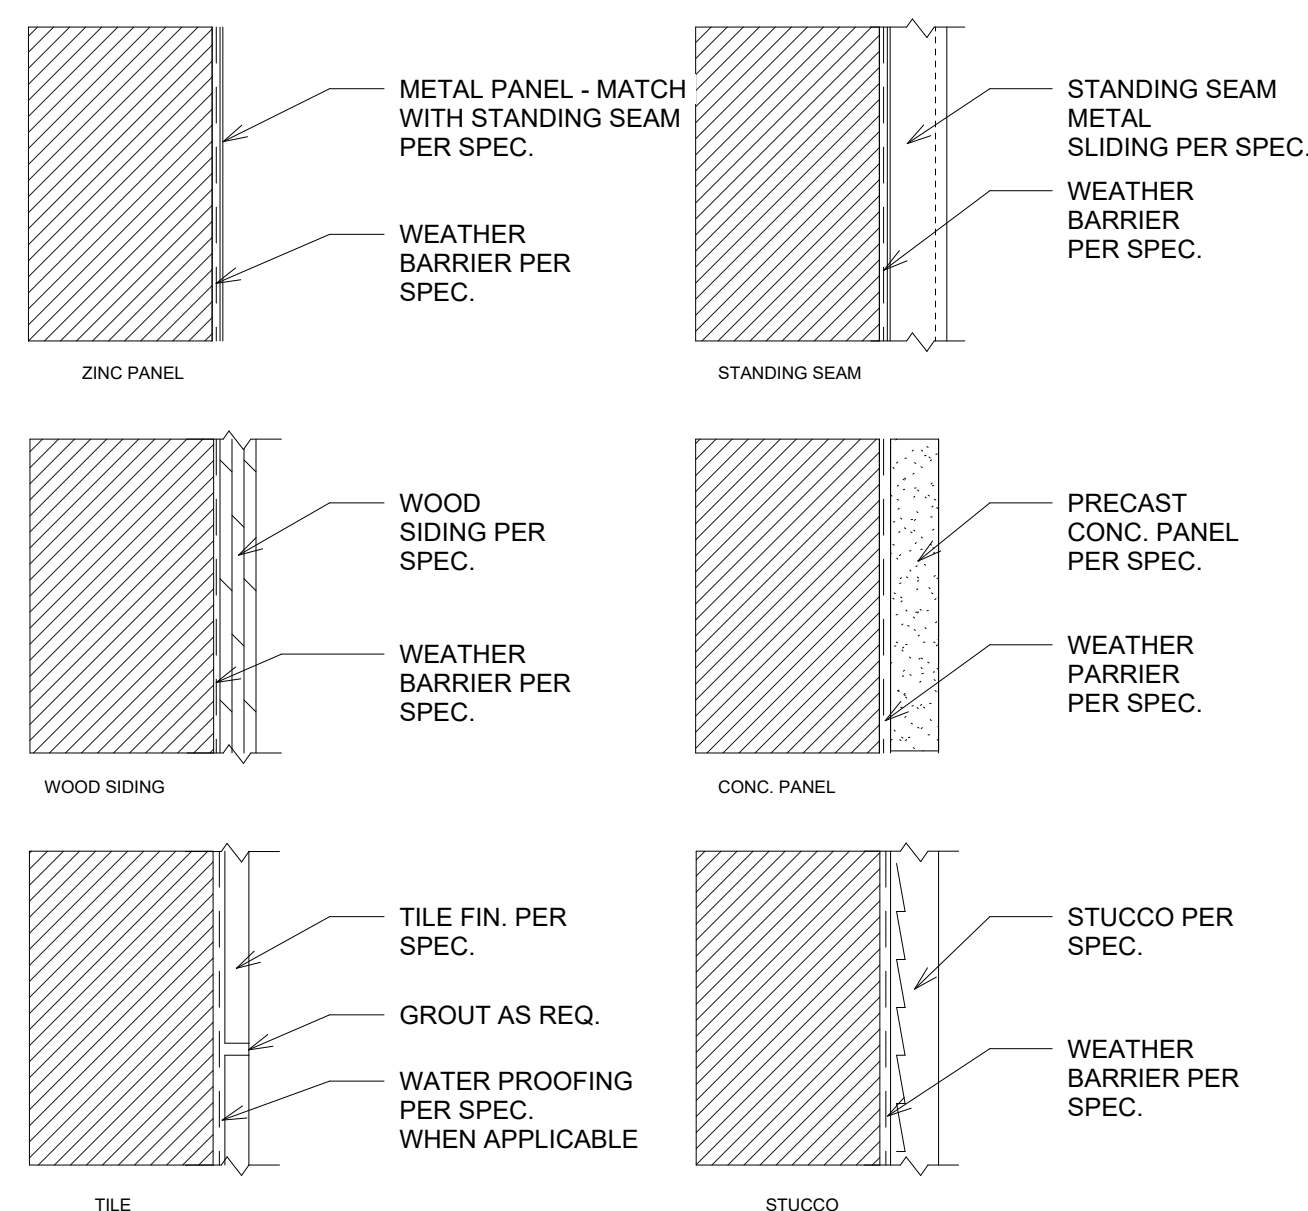 METAL PANEL - MATCH
WITH STANDING SEAM
PER SPEC.
WEATHER
BARRIER PER
SPEC.
ZINC PANEL
STANDING SEAM
METAL
SLIDING PER SPEC.
WEATHER
BARRIER
PER SPEC.
STANDING SEAM
WOOD
SIDING PER
SPEC.
WEATHER
BARRIER PER
SPEC.
WOOD SIDING
PRECAST
CONC. PANEL
PER SPEC.
WEATHER
PARRIER
PER SPEC.
CONC. PANEL
TILE FIN. PER
SPEC.
GROUT AS REQ.
WATER PROOFING
PER SPEC.
WHEN APPLICABLE
TILE
STUCCO PER
SPEC.
WEATHER
BARRIER PER
SPEC.
STUCCO